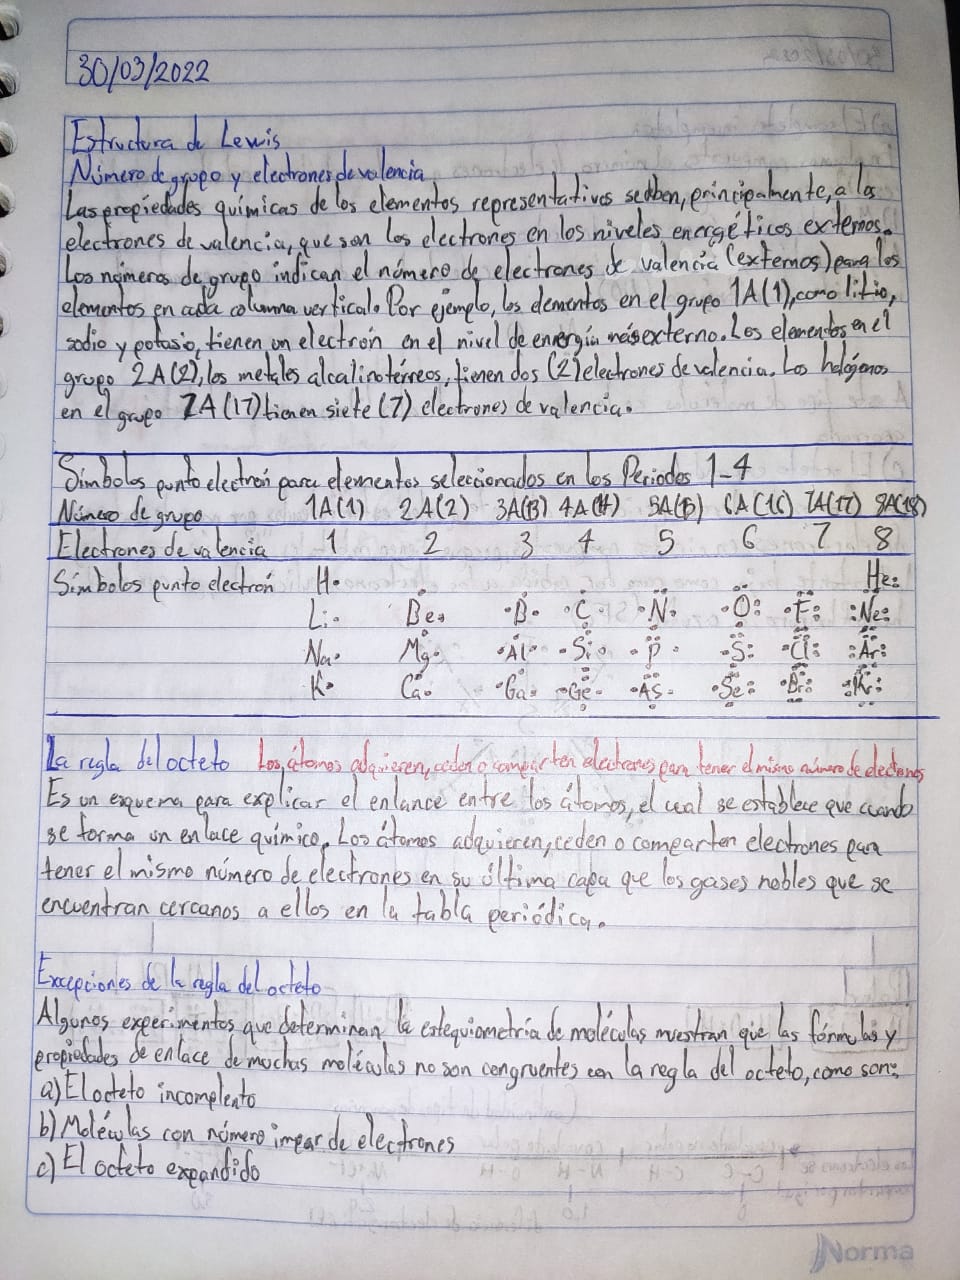 30/03/2022
Estructura de Lewis
Número de grupo y electrones de valencia
Las propiedades químicas de los elementos representativos se deben, principalmente, a los
electrones de valencia, que son los electrones en los niveles energéticos externos.
Los números de grupo indican el número de electrones de valencia (externos) para los
elementos en cada columna vertical. Por ejemplo, los elementos en el grupo 1A(1), como litio,
sodio y potasio, tienen un electrón en el nivel de energía más externo. Los elementos en el
grupo 2A(2), los metales alcalinotérreos, tienen dos (2) electrones de valencia. Los halógenos
en el grupo 7A(17) tienen siete (7) electrones de valencia.
Símbolos punto electrón para elementos seleccionados en los Periodos 1-4
Número de grupo 1A(1) 2A(2) 3A(13) 4A(14) 5A(15) 6A(16) 7A(17) 8A(18)
Electrones de valencia 1 2 3 4 5 6 7 8
Símbolos punto electrón H He
Li Be B C N O F Ne
Na Mg Al Si P S Cl Ar
K Ca Ga Ge As Se Br Kr
La regla del octeto Los átomos adquieren, ceden o comparten electrones para tener el mismo número de electrones
Es un esquema para explicar el enlance entre los átomos, el cual se establece que cuando
se forma un enlace químico. Los átomos adquieren, ceden o comparten electrones para
tener el mismo número de electrones en su última capa que los gases nobles que se
encuentran cercanos a ellos en la tabla periódica.
Excepciones de la regla del octeto
Algunos experimentos que determinan la estequiometría de moléculas muestran que las fórmulas y
propiedades de enlace de muchas moléculas no son congruentes con la regla del octeto, como son:
a) El octeto incompleto
b) Moléculas con número impar de electrones
c) El octeto expandido
Norma